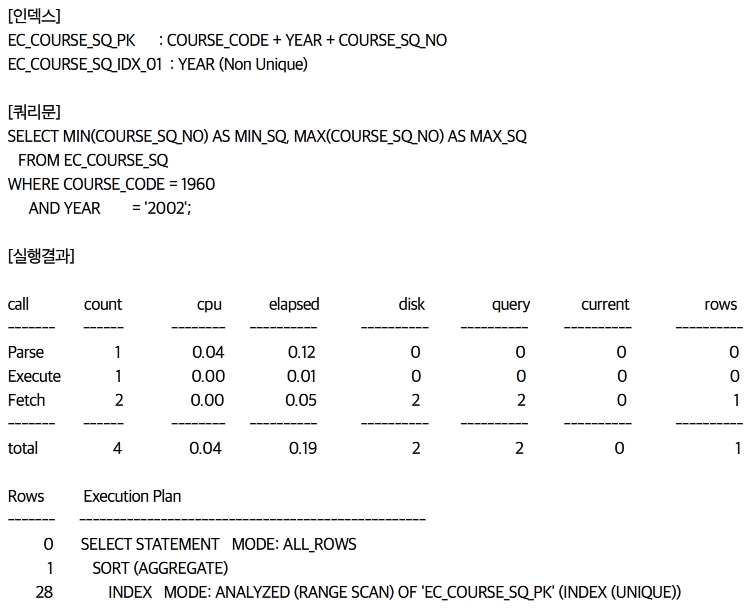 [인덱스]
EC_COURSE_SQ_PK : COURSE_CODE + YEAR + COURSE_SQ_NO
EC_COURSE_SQ_IDX_01 : YEAR (Non Unique)

[쿼리문]
SELECT MIN(COURSE_SQ_NO) AS MIN_SQ, MAX(COURSE_SQ_NO) AS MAX_SQ
FROM EC_COURSE_SQ
WHERE COURSE_CODE = 1960
AND YEAR = '2002';

[실행결과]

call count cpu elapsed disk query current rows
------- ------ -------- ---------- ---------- ---------- ---------- ----------
Parse 1 0.04 0.12 0 0 0 0
Execute 1 0.00 0.01 0 0 0 0
Fetch 2 0.00 0.05 2 2 0 1
------- ------ -------- ---------- ---------- ---------- ---------- ----------
total 4 0.04 0.19 2 2 0 1

Rows Execution Plan
------- ---------------------------------------------------
0 SELECT STATEMENT MODE: ALL_ROWS
1 SORT (AGGREGATE)
28 INDEX MODE: ANALYZED (RANGE SCAN) OF 'EC_COURSE_SQ_PK' (INDEX (UNIQUE))